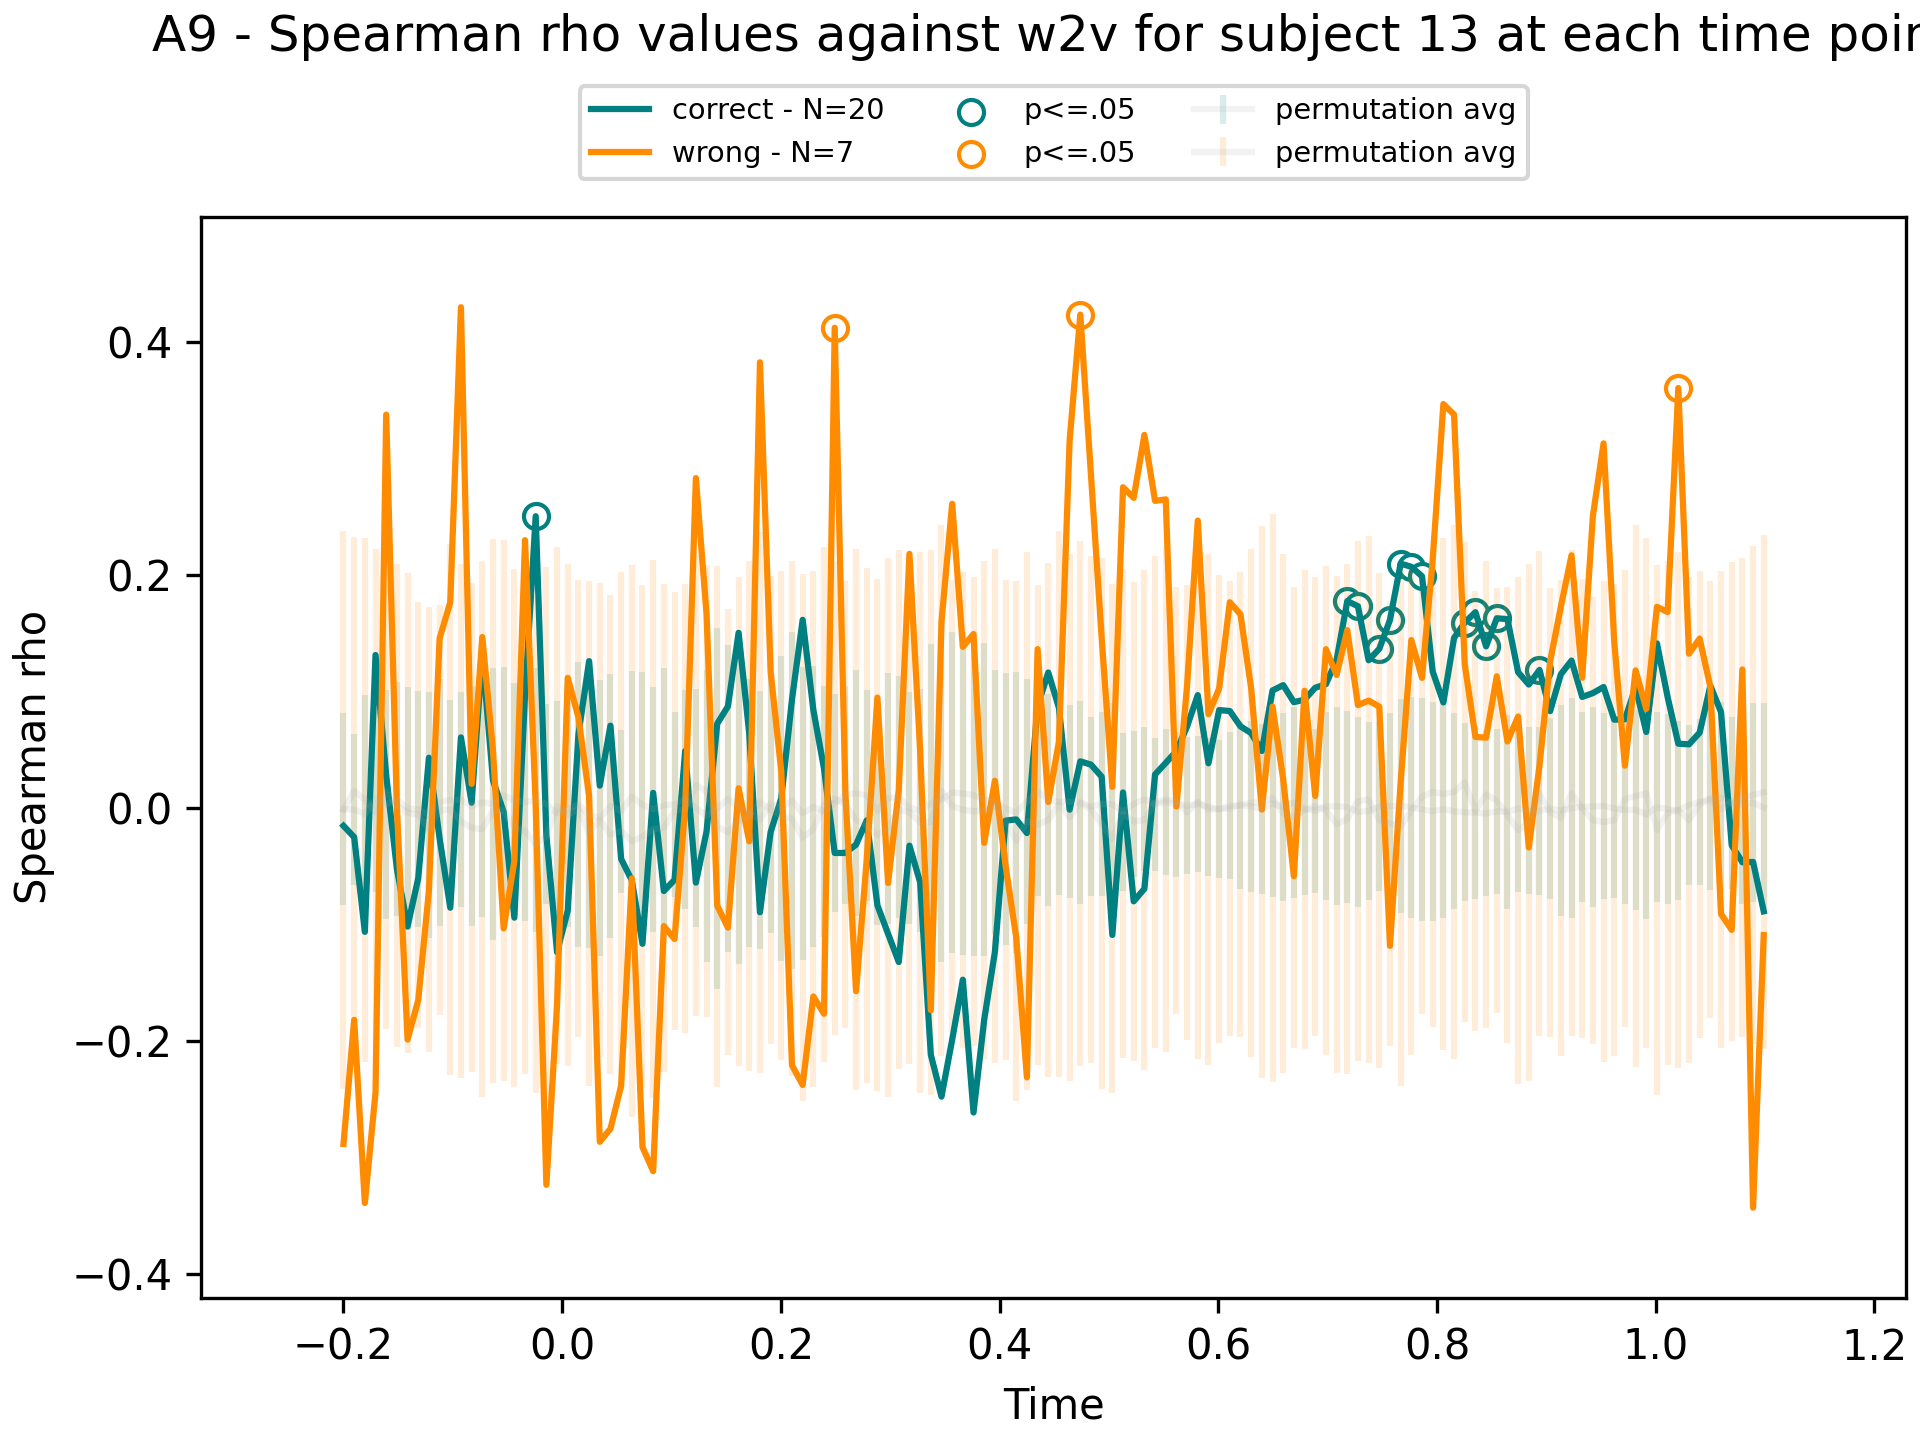 A9 - Spearman rho values against w2v for subject 13 at each time
correct - N=20
wrong - N=7
p<=.05
p<=.05
permutation avg
permutation avg
Spearman rho
0.4
0.2
0.0
−0.2
−0.4
−0.2 0.0 0.2 0.4 0.6 0.8 1.0 1.2
Time